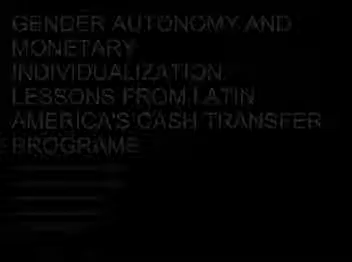 GENDER AUTONOMY AND
MONETARY
INDIVIDUALIZATION
LESSONS FROM LATIN
AMERICA'S CASH TRANSFER
PROGRAME